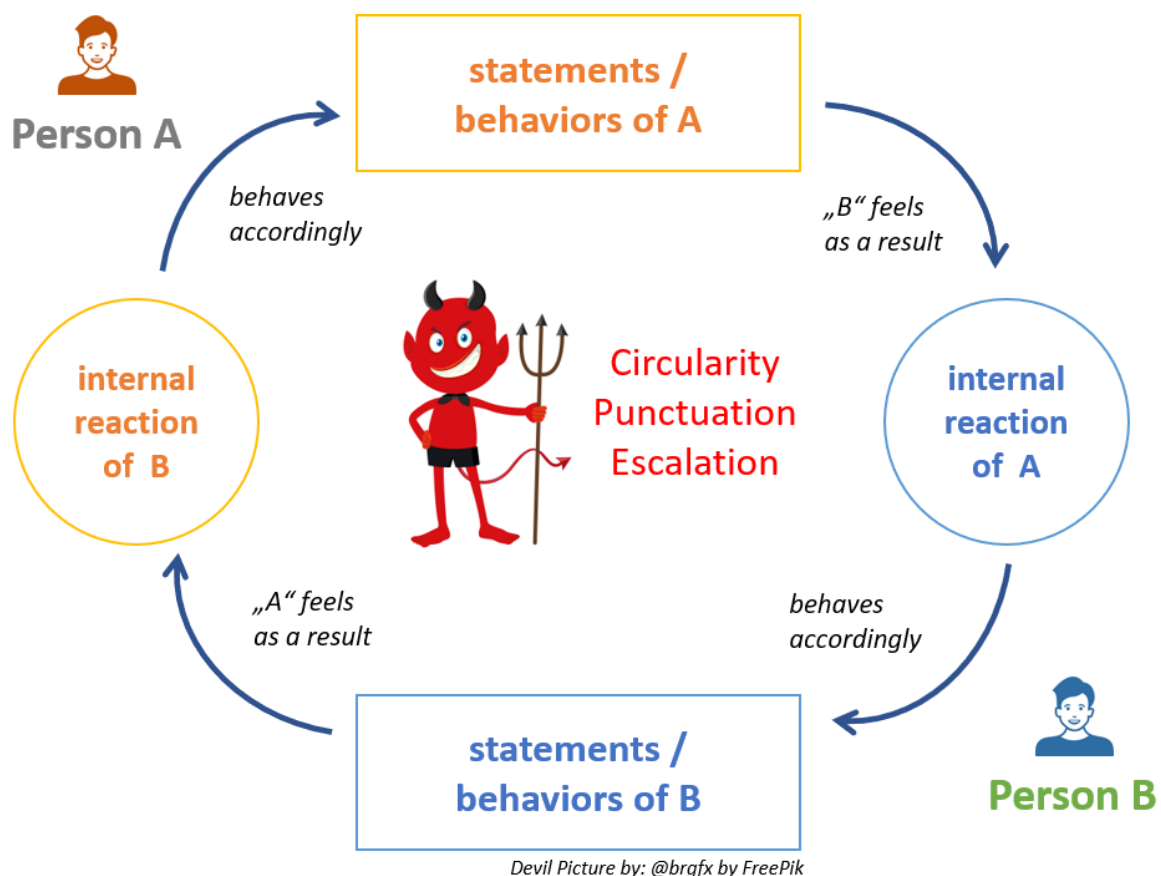 Person A
statements /
behaviors of A
behaves
accordingly
„B“ feels
as a result
internal
reaction
of B
Circularity
Punctuation
Escalation
internal
reaction
of A
„A“ feels
as a result
behaves
accordingly
statements /
behaviors of B
Person B
Devil Picture by: @brgfx by FreePik